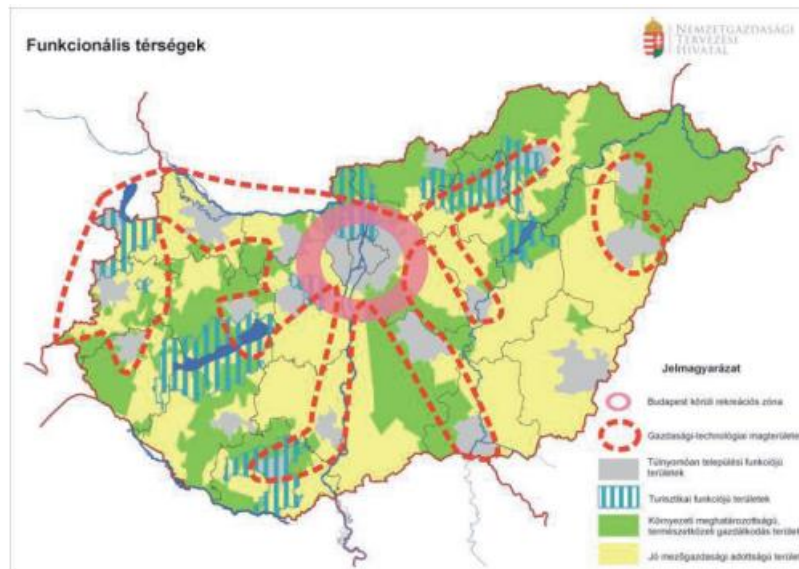 Funkcionális térségek
NEMZETGAZDASÁGI
TERVEZÉSI
HIVATAL
Jelmagyarázat
Budapest körüli rekreációs zóna
Gazdasági-technológiai magterülete
Túlnyomóan települési funkciójú
területek
Turisztikai funkciójú területek
Környezeti meghatározottságú,
természetközeli gazdálkodás terület
Jó mezőgazdasági adottságú terület